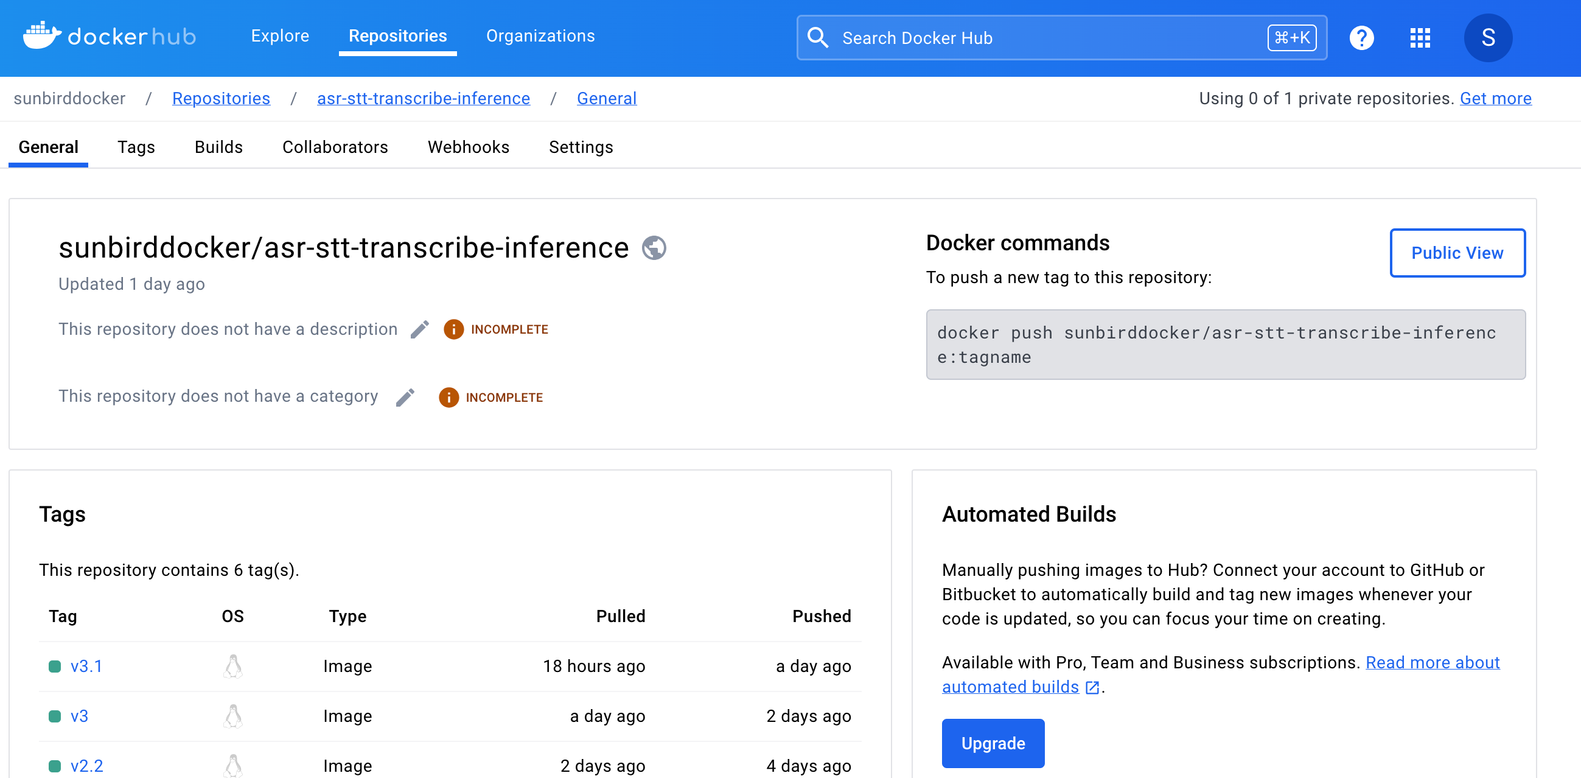 dockerhub
Explore
Repositories
Organizations
Search Docker Hub
⌘+K
?
S
sunbirddocker / Repositories / asr-stt-transcribe-inference / General
Using 0 of 1 private repositories. Get more
General
Tags
Builds
Collaborators
Webhooks
Settings
sunbirddocker/asr-stt-transcribe-inference
Updated 1 day ago
This repository does not have a description
INCOMPLETE
This repository does not have a category
INCOMPLETE
Docker commands
Public View
To push a new tag to this repository:
docker push sunbirddocker/asr-stt-transcribe-inferenc
e:tagname
Tags
This repository contains 6 tag(s).
Tag OS Type Pulled Pushed
v3.1 Image 18 hours ago a day ago
v3 Image a day ago 2 days ago
v2.2 Image 2 days ago 4 days ago
Automated Builds
Manually pushing images to Hub? Connect your account to GitHub or
Bitbucket to automatically build and tag new images whenever your
code is updated, so you can focus your time on creating.
Available with Pro, Team and Business subscriptions. Read more about
automated builds .
Upgrade